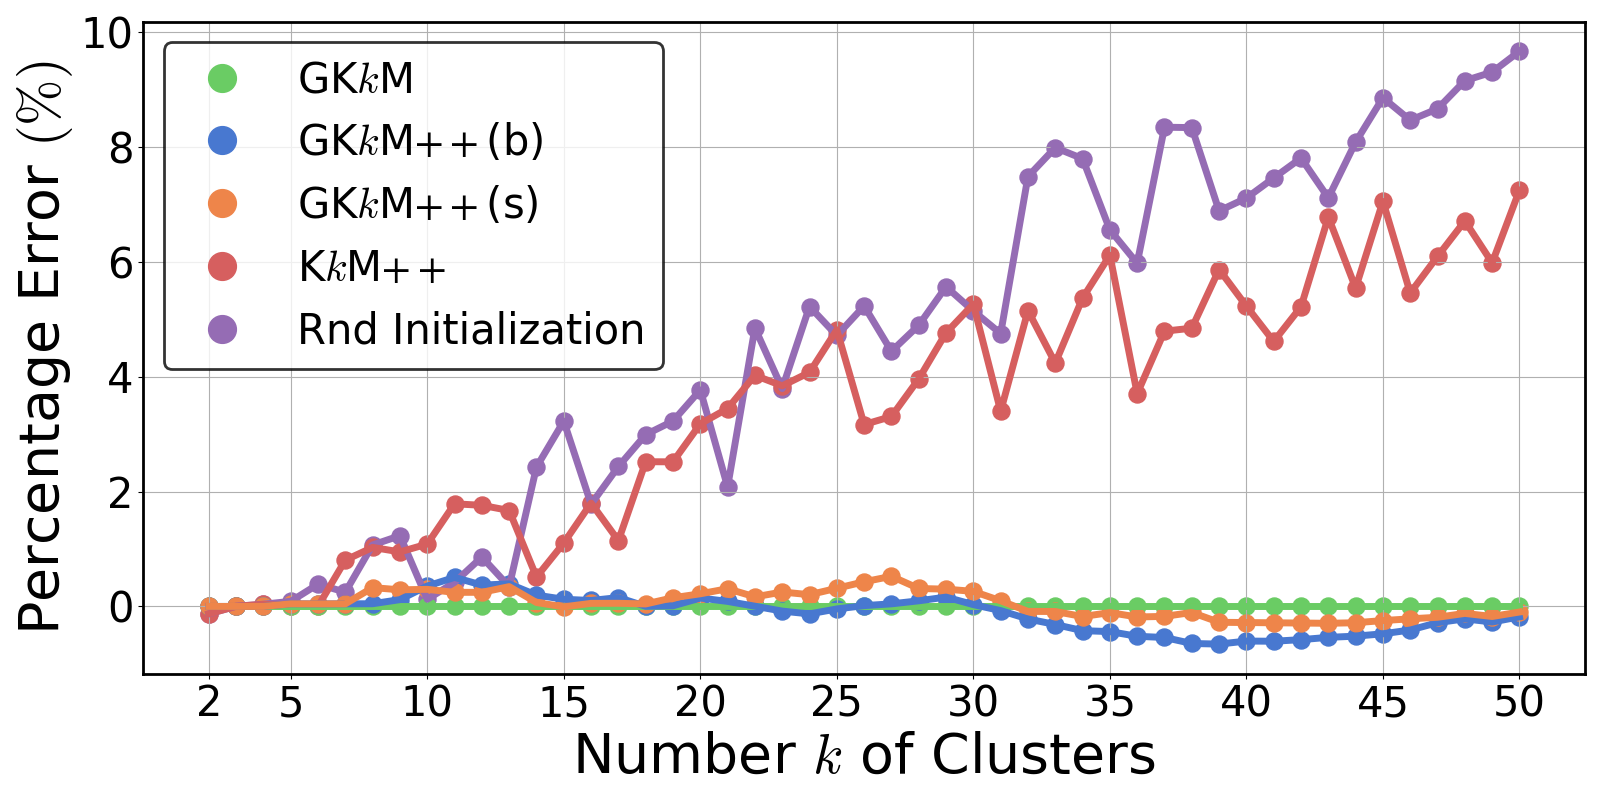 Percentage Error (%)
10
8
6
4
2
0
GKkM
GKkM++(b)
GKkM++(s)
KkM++
Rnd Initialization
2 5 10 15 20 25 30 35 40 45 50
Number k of Clusters